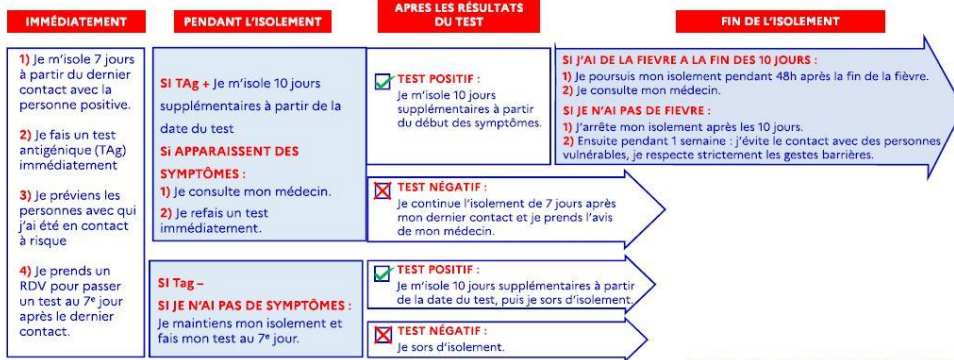 IMMÉDIATEMENT
PENDANT L'ISOLEMENT
APRES LES RÉSULTATS
DU TEST
FIN DE L'ISOLEMENT
1) Je m'isole 7 jours
à partir du dernier
contact avec la
personne positive.
2) Je fais un test
antigénique (TAg)
immédiatement
3) Je préviens les
personnes avec qui
j'ai été en contact
à risque
4) Je prends un
RDV pour passer
un test au 7e jour
après le dernier
contact.
SI TAg + Je m'isole 10 jours
supplémentaires à partir de la
date du test
Si APPARAISSENT DES
SYMPTÔMES :
1) Je consulte mon médecin.
2) Je refais un test
immédiatement.
TEST POSITIF :
Je m'isole 10 jours
supplémentaires à partir
du début des symptômes.
SI J'AI DE LA FIEVRE A LA FIN DES 10 JOURS :
1) Je poursuis mon isolement pendant 48h après la fin de la fièvre.
2) Je consulte mon médecin.
SI JE N'AI PAS DE FIEVRE :
1) J'arrête mon isolement après les 10 jours.
2) Ensuite pendant 1 semaine : j'évite le contact avec des personnes
vulnérables, je respecte strictement les gestes barrières.
TEST NÉGATIF :
Je continue l'isolement de 7 jours après
mon dernier contact et je prends l'avis
de mon médecin.
SI Tag –
SI JE N'AI PAS DE SYMPTÔMES :
Je maintiens mon isolement et
fais mon test au 7e jour.
TEST POSITIF :
Je m'isole 10 jours supplémentaires à partir
de la date du test, puis je sors d'isolement.
TEST NÉGATIF :
Je sors d'isolement.